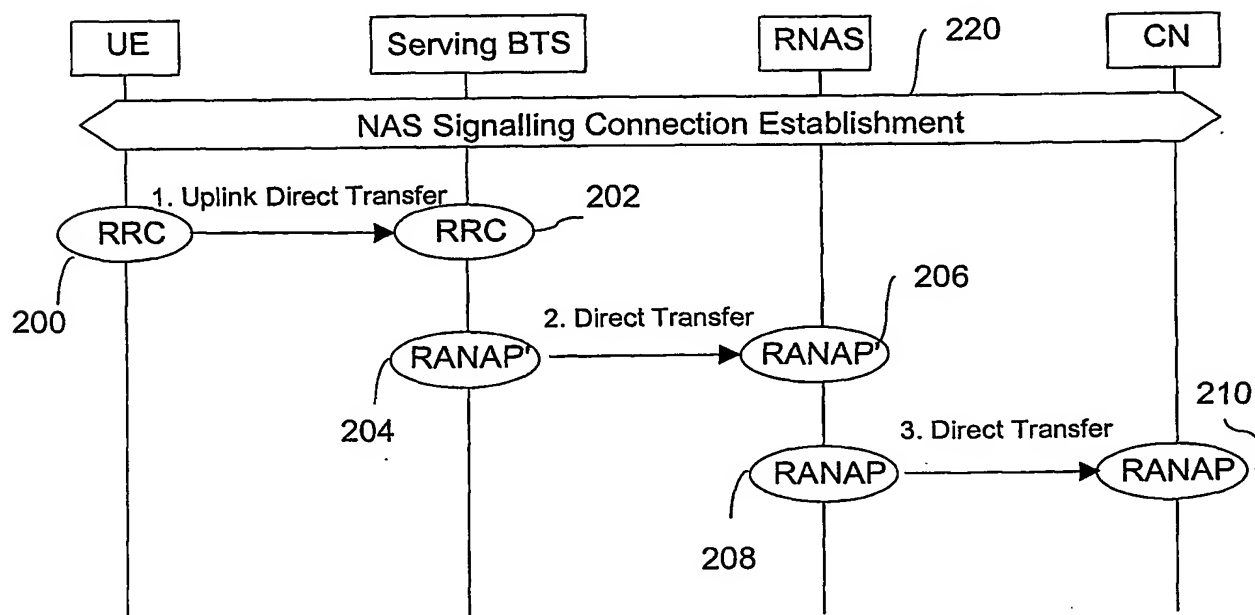 UE
Serving BTS
RNAS
CN
220
NAS Signalling Connection Establishment
1. Uplink Direct Transfer
202
RRC
RRC
200
206
2. Direct Transfer
RANAP'
RANAP'
204
210
3. Direct Transfer
RANAP
RANAP
208